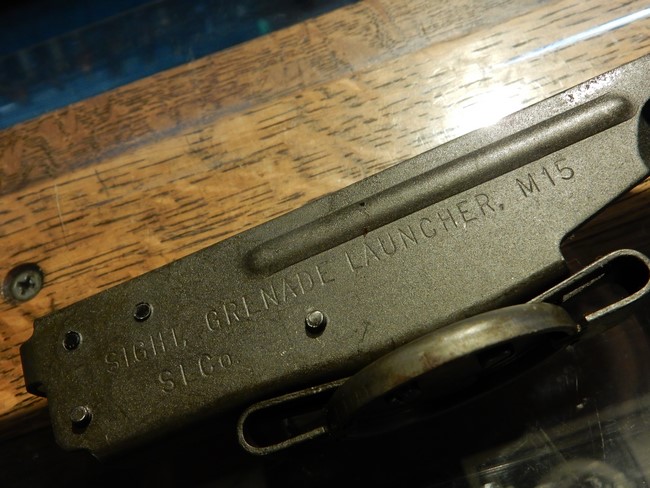 SIGHT, GRENADE LAUNCHER, M15
S.I.Co.